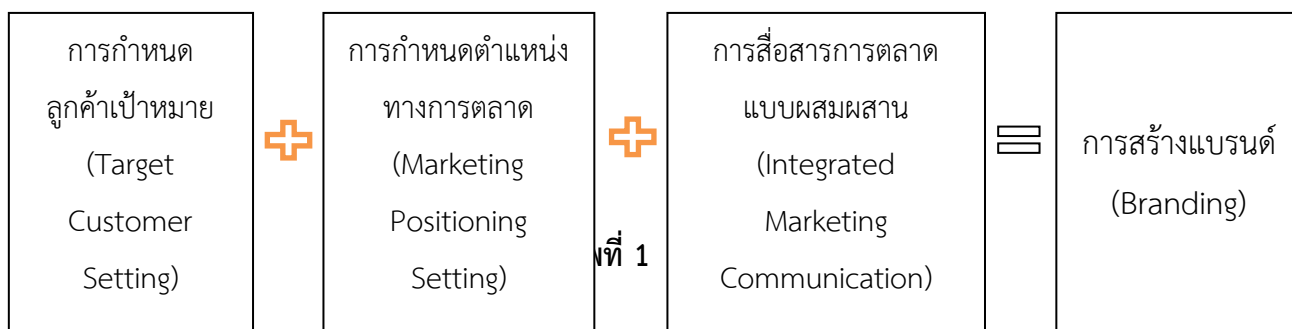 การกำหนด
ลูกค้าเป้าหมาย
(Target
Customer
Setting)
การกำหนดตำแหน่ง
ทางการตลาด
(Marketing
Positioning
Setting)
การสื่อสารการตลาด
แบบผสมผสาน
(Integrated
Marketing
Communication)
การสร้างแบรนด์
(Branding)
ที่ 1